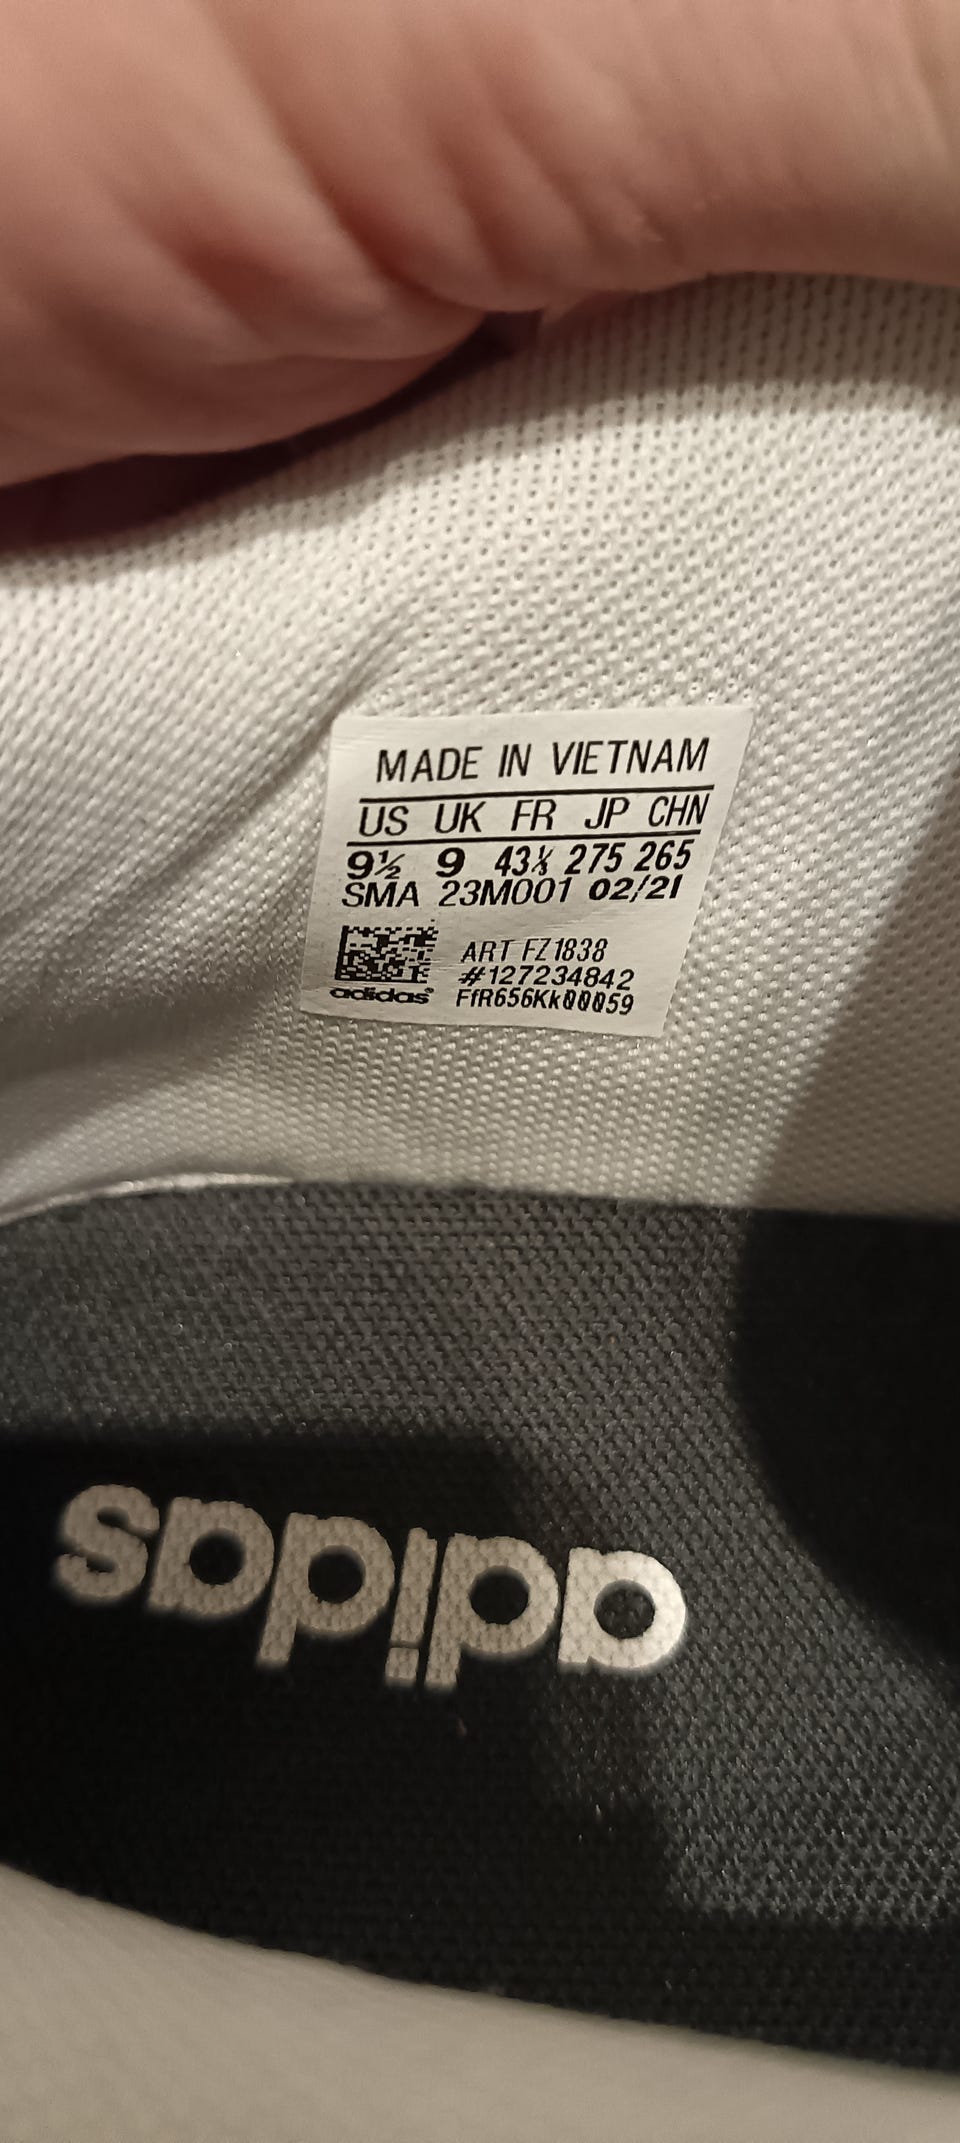 MADE IN VIETNAM
US UK FR JP CHN
9½ 9 43⅓ 275 265
SMA 23M001 02/21
ART FZ1838
#127234842
adidas®
FfR656Kk00059
adidas